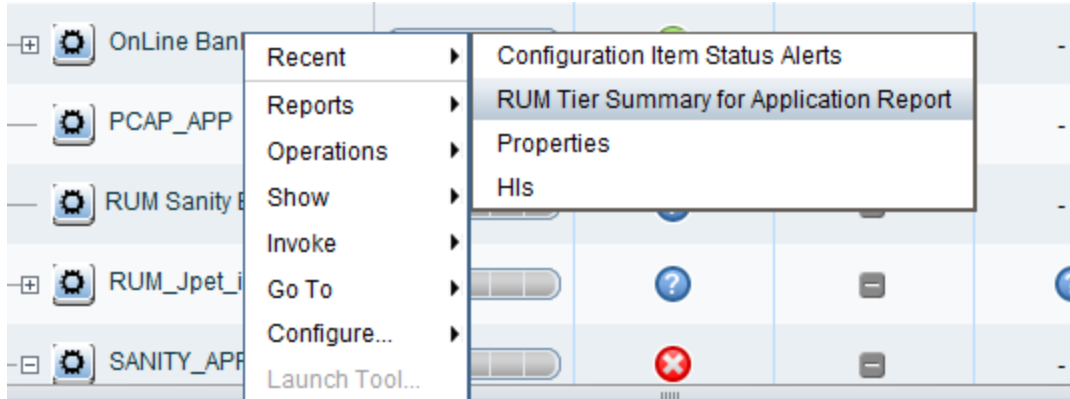 OnLine Ban
PCAP_APP
RUM Sanity
RUM_Jpet_i
SANITY_APP
Recent
Reports
Operations
Show
Invoke
Go To
Configure...
Launch Tool...
Configuration Item Status Alerts
RUM Tier Summary for Application Report
Properties
HIs
-
-
-
-